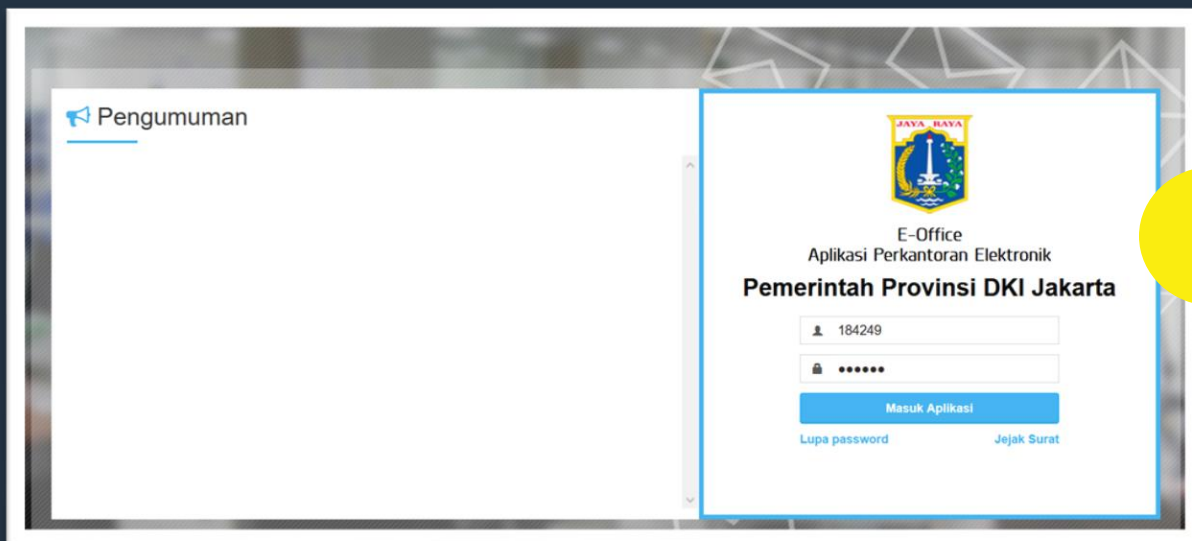 Pengumuman
JAYA RAYA
E-Office
Aplikasi Perkantoran Elektronik
Pemerintah Provinsi DKI Jakarta
184249
••••••
Masuk Aplikasi
Lupa password
Jejak Surat